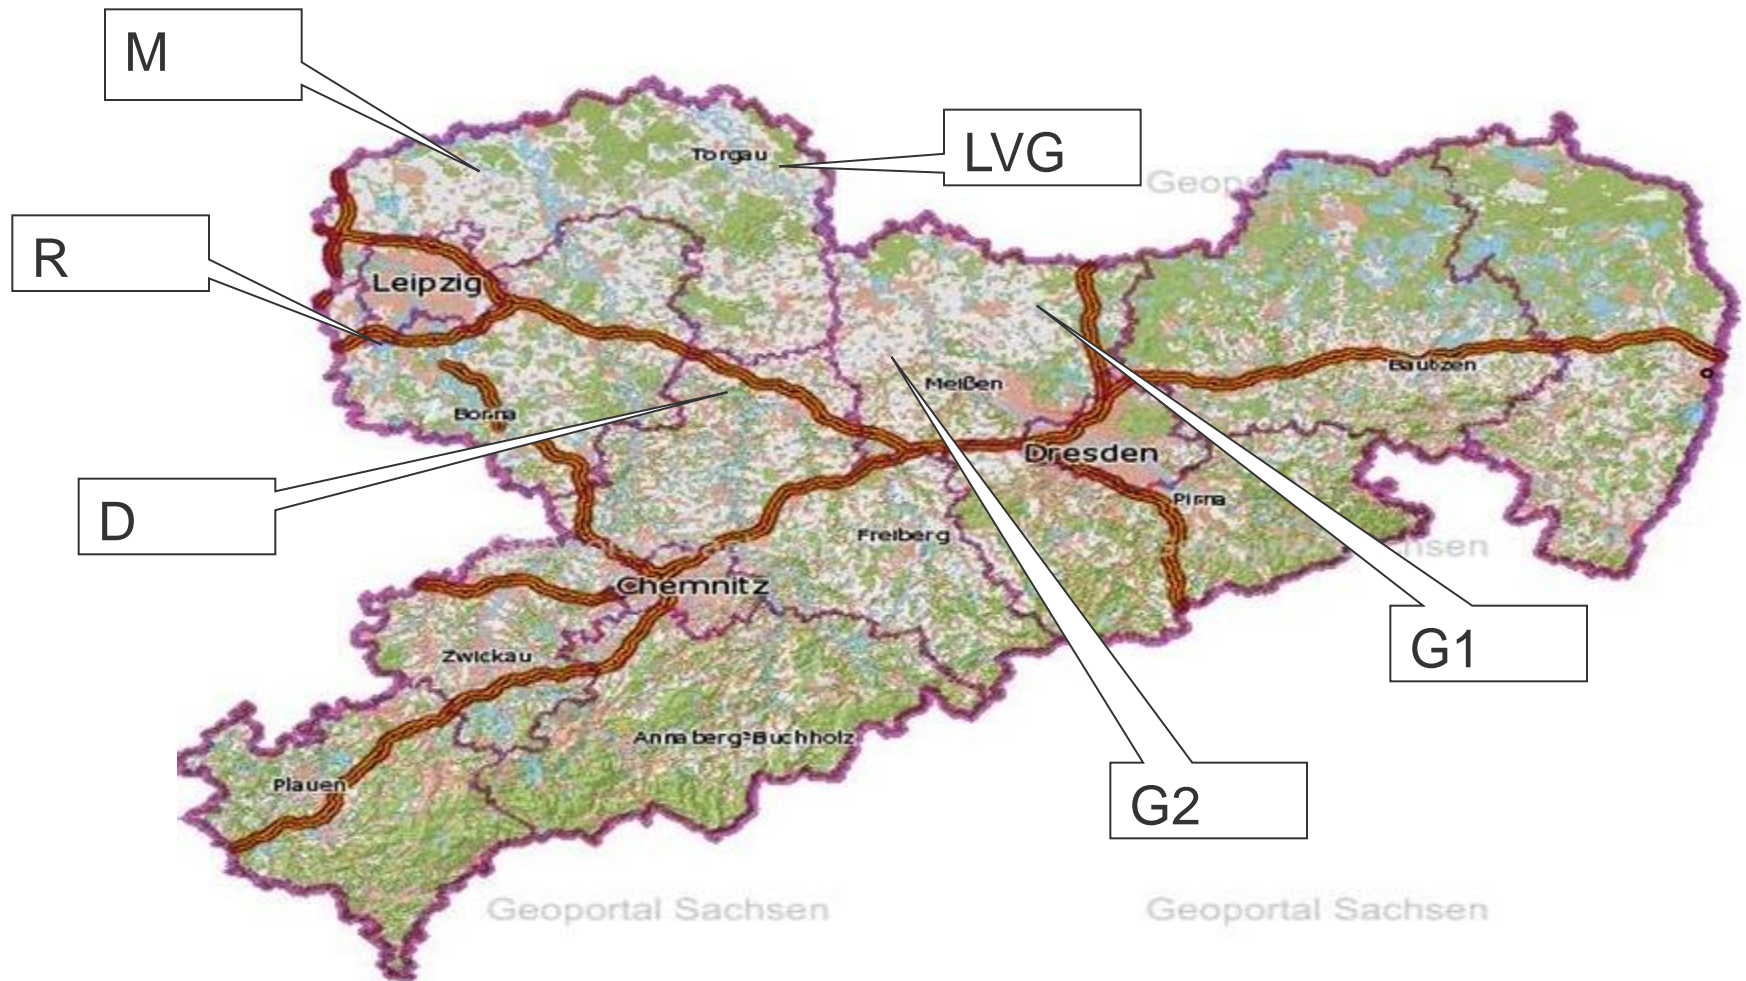 M
LVG
Torgau
Geoportal Sachsen
R
Leipzig
Bautzen
Meißen
Borna
Dresden
D
Pirna
Freiberg
Sachsen
Chemnitz
G1
Zwickau
Annaberg-Buchholz
Plauen
G2
Geoportal Sachsen
Geoportal Sachsen